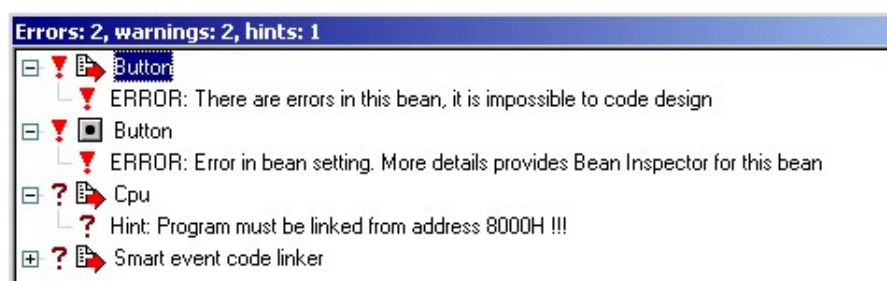 Errors: 2, warnings: 2, hints: 1
Button
ERROR: There are errors in this bean, it is impossible to code design
Button
ERROR: Error in bean setting. More details provides Bean Inspector for this bean
? Cpu
? Hint: Program must be linked from address 8000H !!!
? Smart event code linker